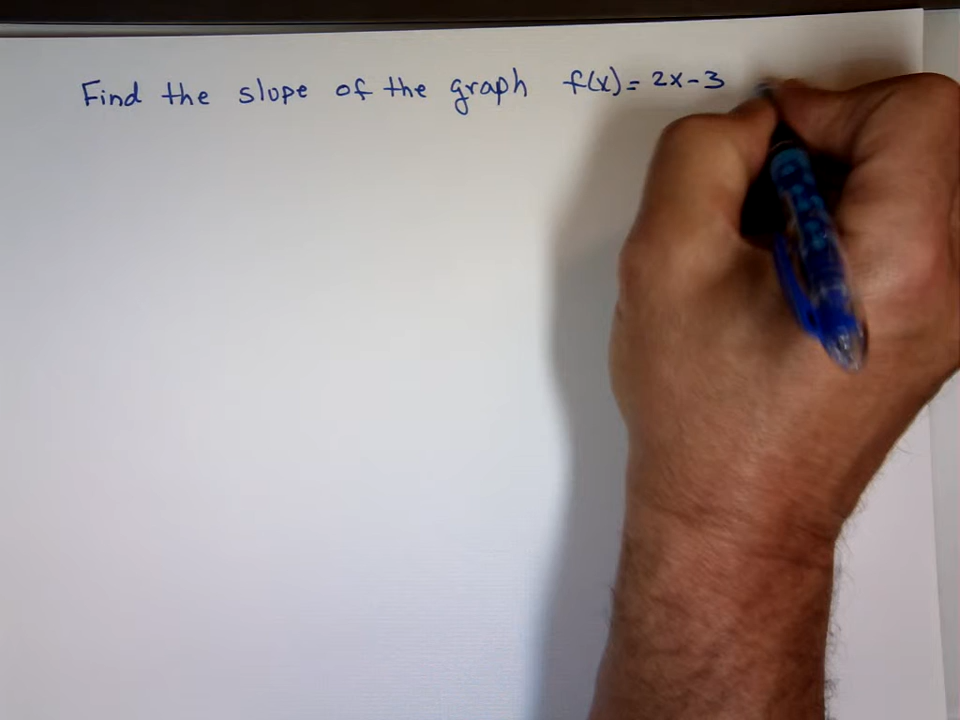 Find the slope of the graph f(x) = 2x - 3